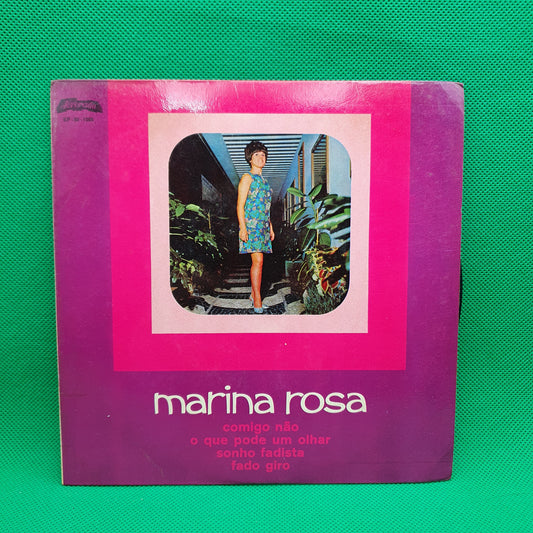 marina rosa
comigo não
o que pode um olhar
sonho fadista
fado giro